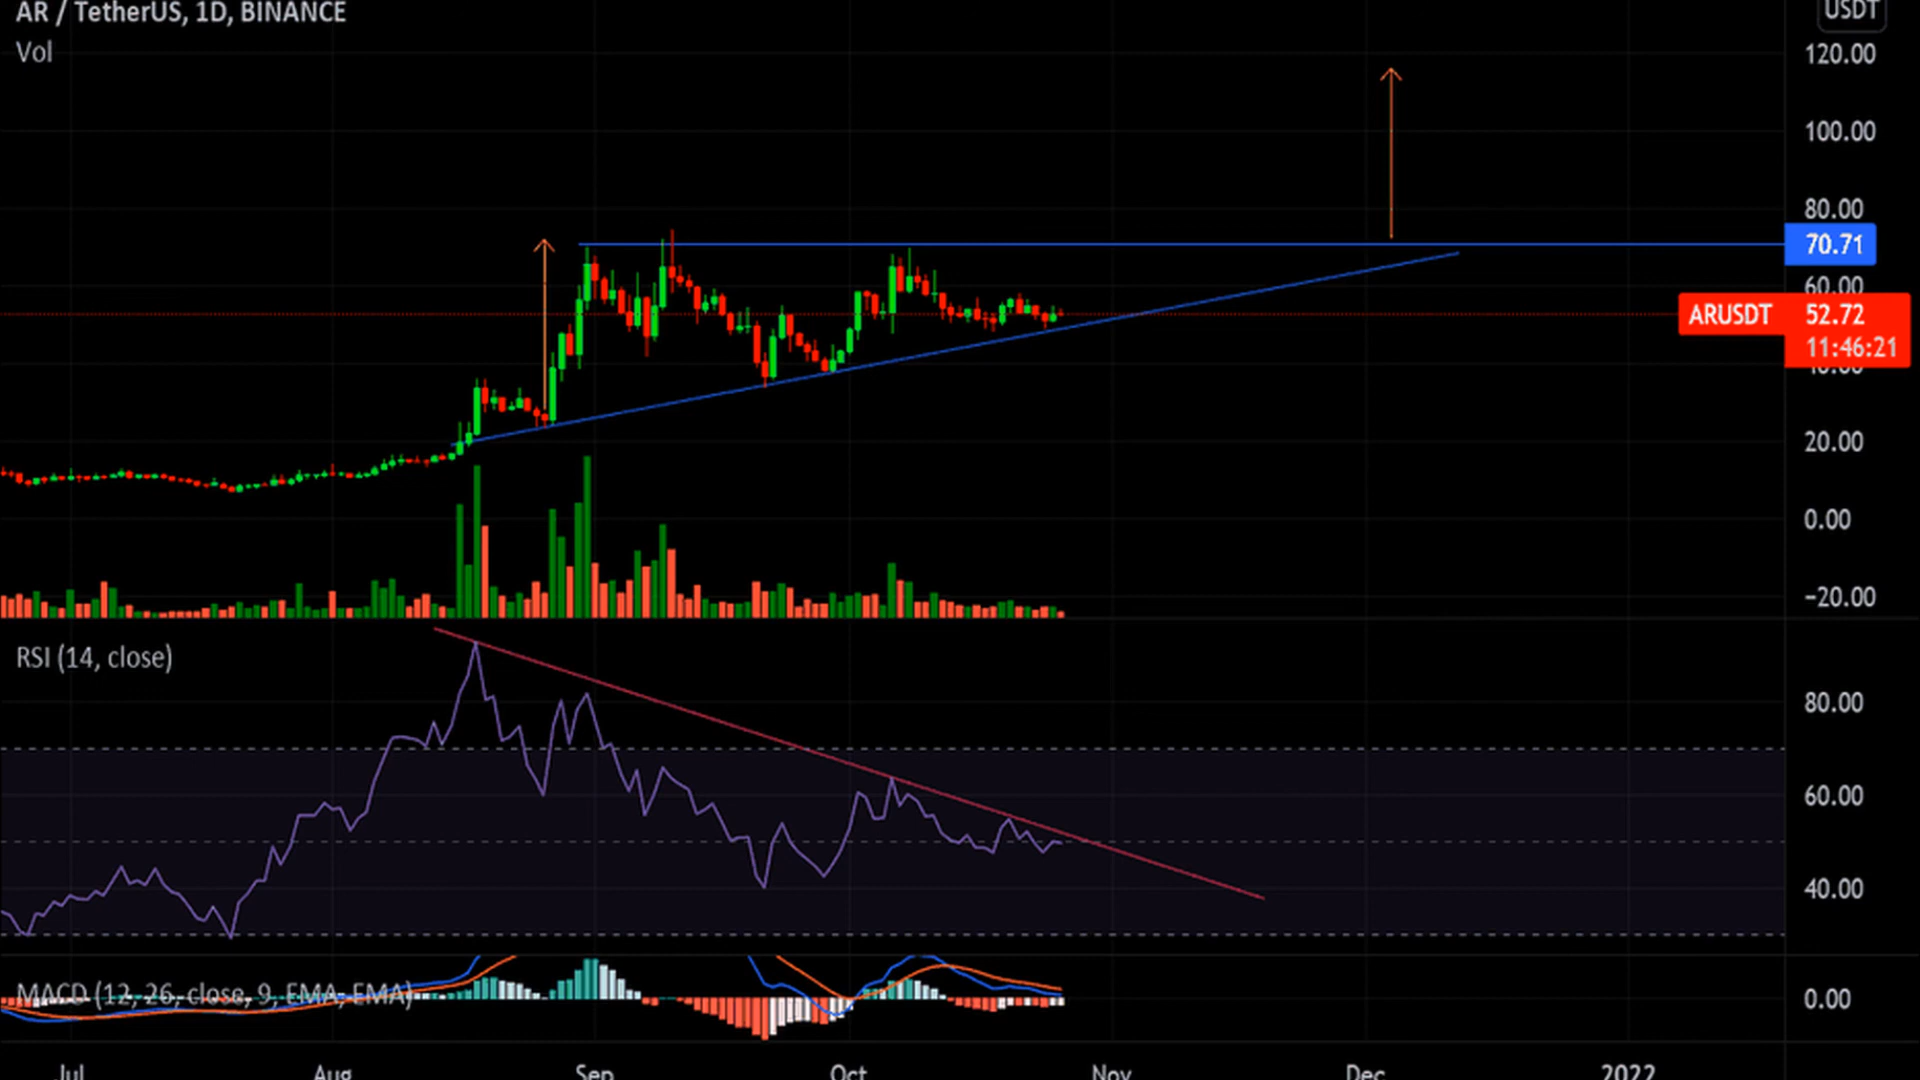 AR / TetherUS, 1D, BINANCE
USDT
Vol
120.00
100.00
80.00
70.71
60.00
ARUSDT 52.72
11:46:21
40.00
20.00
0.00
−20.00
RSI (14, close)
80.00
60.00
40.00
MACD (12, 26, close, 9, EMA, EMA)
0.00
Jul Aug Sep Oct Nov Dec 2022